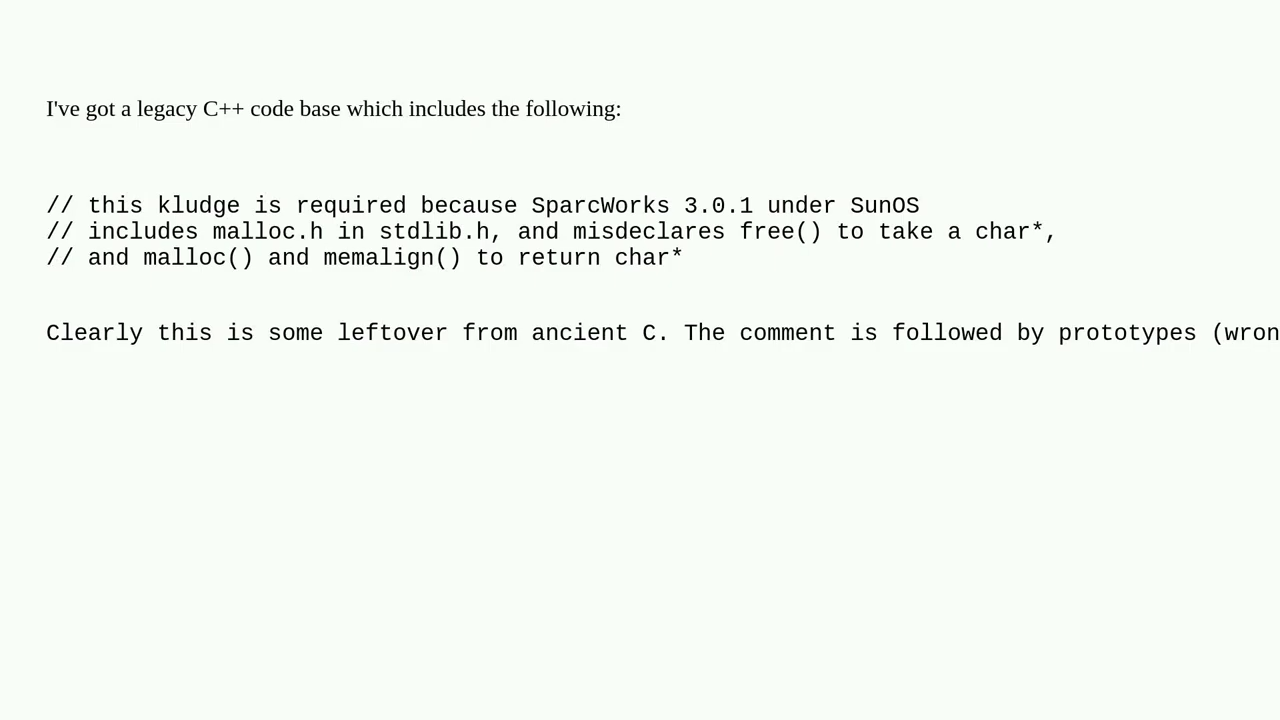 I've got a legacy C++ code base which includes the following:
// this kludge is required because SparcWorks 3.0.1 under SunOS
// includes malloc.h in stdlib.h, and misdeclares free() to take a char*,
// and malloc() and memalign() to return char*
Clearly this is some leftover from ancient C. The comment is followed by prototypes (wron